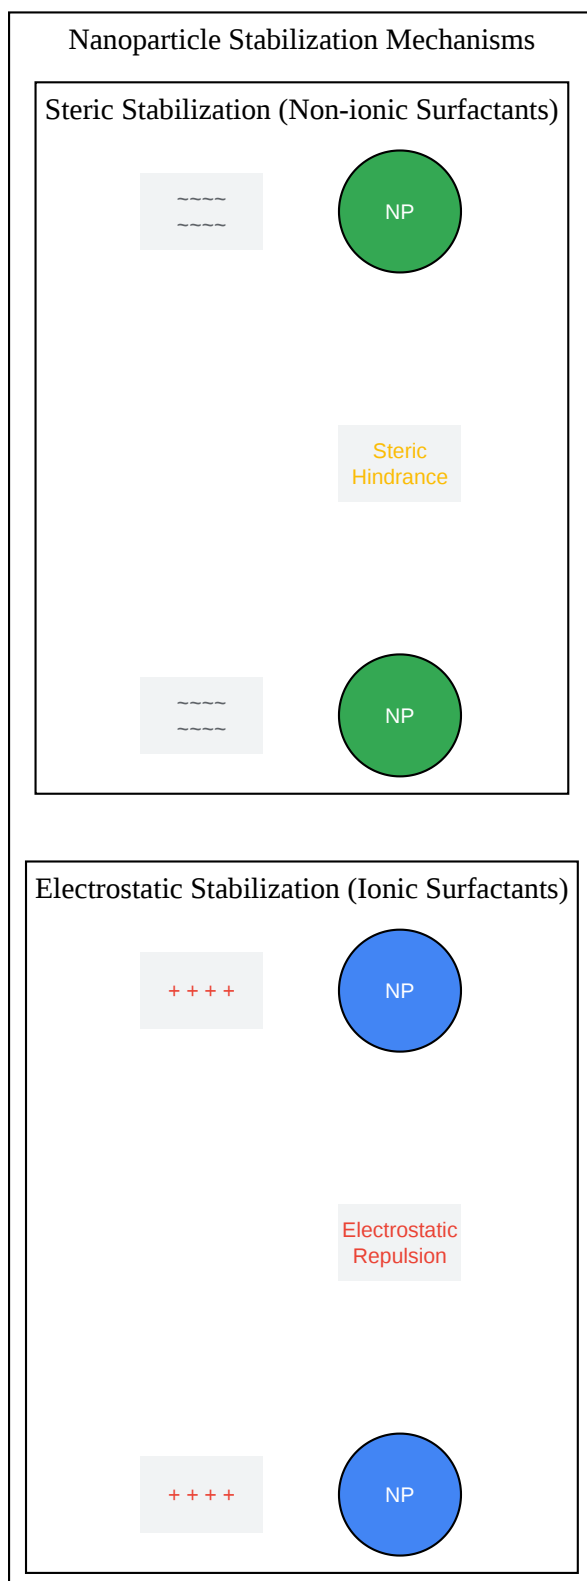 Nanoparticle Stabilization Mechanisms
Steric Stabilization (Non-ionic Surfactants)
~~~~
~~~~
NP
Steric
Hindrance
~~~~
~~~~
NP
Electrostatic Stabilization (Ionic Surfactants)
+ + + +
NP
Electrostatic
Repulsion
+ + + +
NP